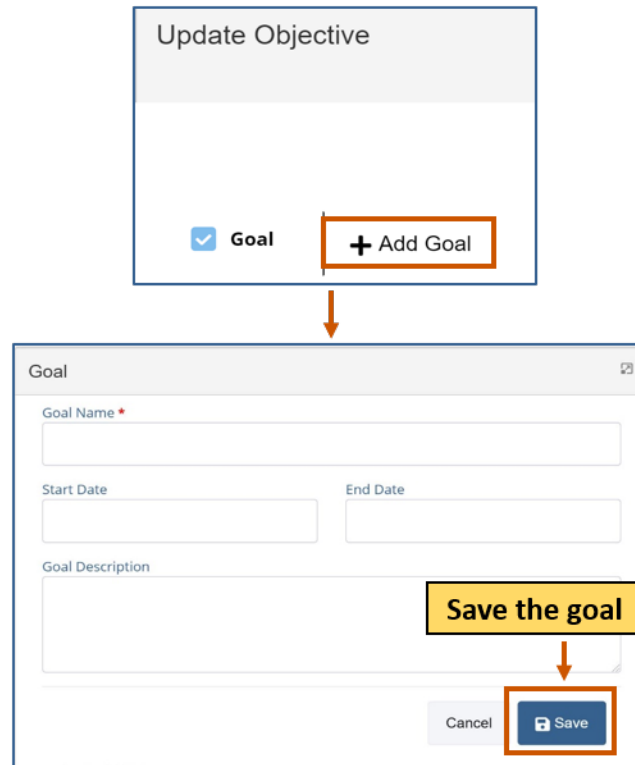 Update Objective
Goal
+ Add Goal
Goal
Goal Name *
Start Date
End Date
Goal Description
Save the goal
Cancel
Save